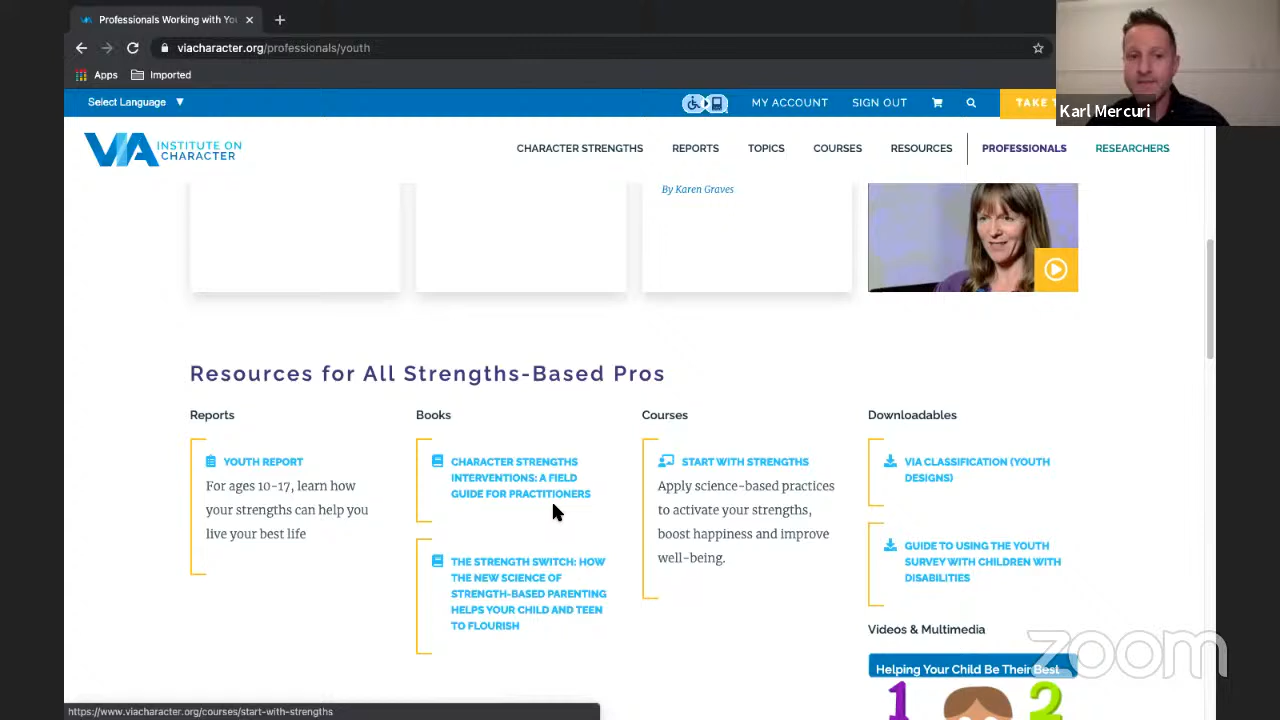 Professionals Working with You
viacharacter.org/professionals/youth
Apps
Imported
Select Language
MY ACCOUNT
SIGN OUT
TAKE
Karl Mercuri
VIA
INSTITUTE ON
CHARACTER
CHARACTER STRENGTHS
REPORTS
TOPICS
COURSES
RESOURCES
PROFESSIONALS
RESEARCHERS
By Karen Graves
Resources for All Strengths-Based Pros
Reports
YOUTH REPORT
For ages 10-17, learn how
your strengths can help you
live your best life
Books
CHARACTER STRENGTHS
INTERVENTIONS: A FIELD
GUIDE FOR PRACTITIONERS
THE STRENGTH SWITCH: HOW
THE NEW SCIENCE OF
STRENGTH-BASED PARENTING
HELPS YOUR CHILD AND TEEN
TO FLOURISH
Courses
START WITH STRENGTHS
Apply science-based practices
to activate your strengths,
boost happiness and improve
well-being.
Downloadables
VIA CLASSIFICATION (YOUTH
DESIGNS)
GUIDE TO USING THE YOUTH
SURVEY WITH CHILDREN WITH
DISABILITIES
Videos & Multimedia
Helping Your Child Be Their Best
1
2
zoom
https://www.viacharacter.org/courses/start-with-strengths